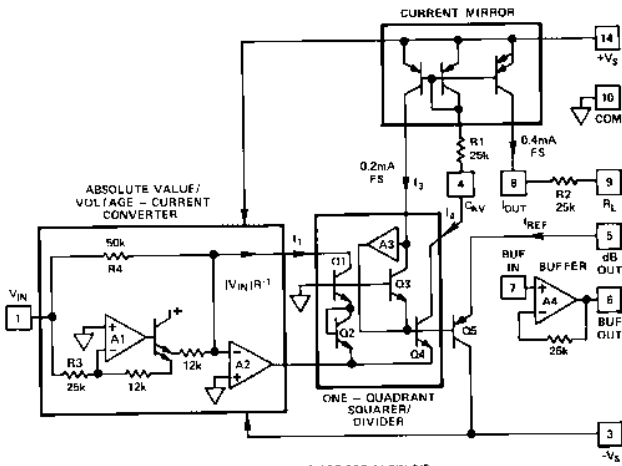 CURRENT MIRROR
14
+VS
10
COM
R1
25k
0.2mA
FS
I3
4
CAV
I4
0.4mA
FS
8
IOUT
R2
25k
9
RL
ABSOLUTE VALUE/
VOLTAGE – CURRENT
CONVERTER
50k
R4
I1
|VIN|R-1
VIN
1
A1
R3
25k
12k
12k
A2
A3
Q1
Q2
Q3
Q4
Q5
ONE – QUADRANT
SQUARER/
DIVIDER
IREF
5
dB
OUT
BUF
IN
7
BUFFER
A4
6
BUF
OUT
25k
3
-VS